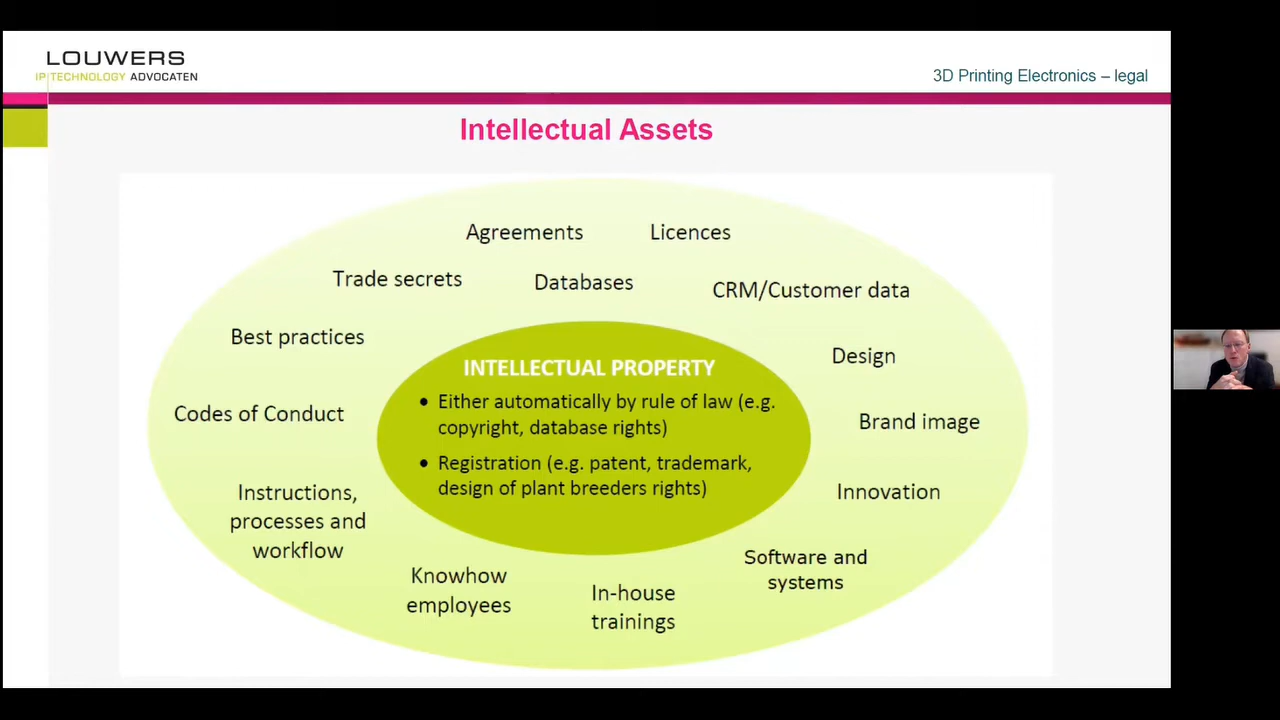 LOUWERS
IP TECHNOLOGY ADVOCATEN
3D Printing Electronics – legal
Intellectual Assets
Agreements
Licences
Trade secrets
Databases
CRM/Customer data
Best practices
Design
INTELLECTUAL PROPERTY
• Either automatically by rule of law (e.g.
copyright, database rights)
• Registration (e.g. patent, trademark,
design of plant breeders rights)
Codes of Conduct
Brand image
Instructions,
processes and
workflow
Innovation
Software and
systems
Knowhow
employees
In-house
trainings